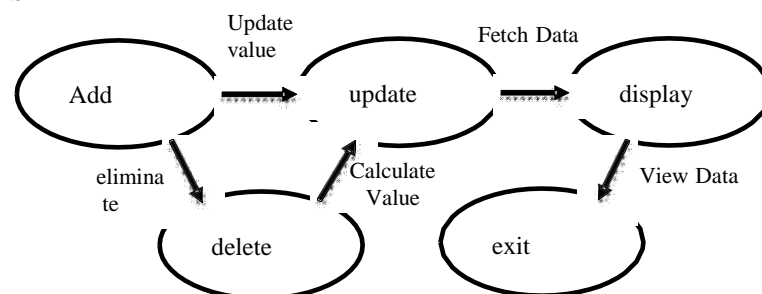 Update
value
Fetch Data
Add
update
display
elimina
te
Calculate
Value
View Data
delete
exit